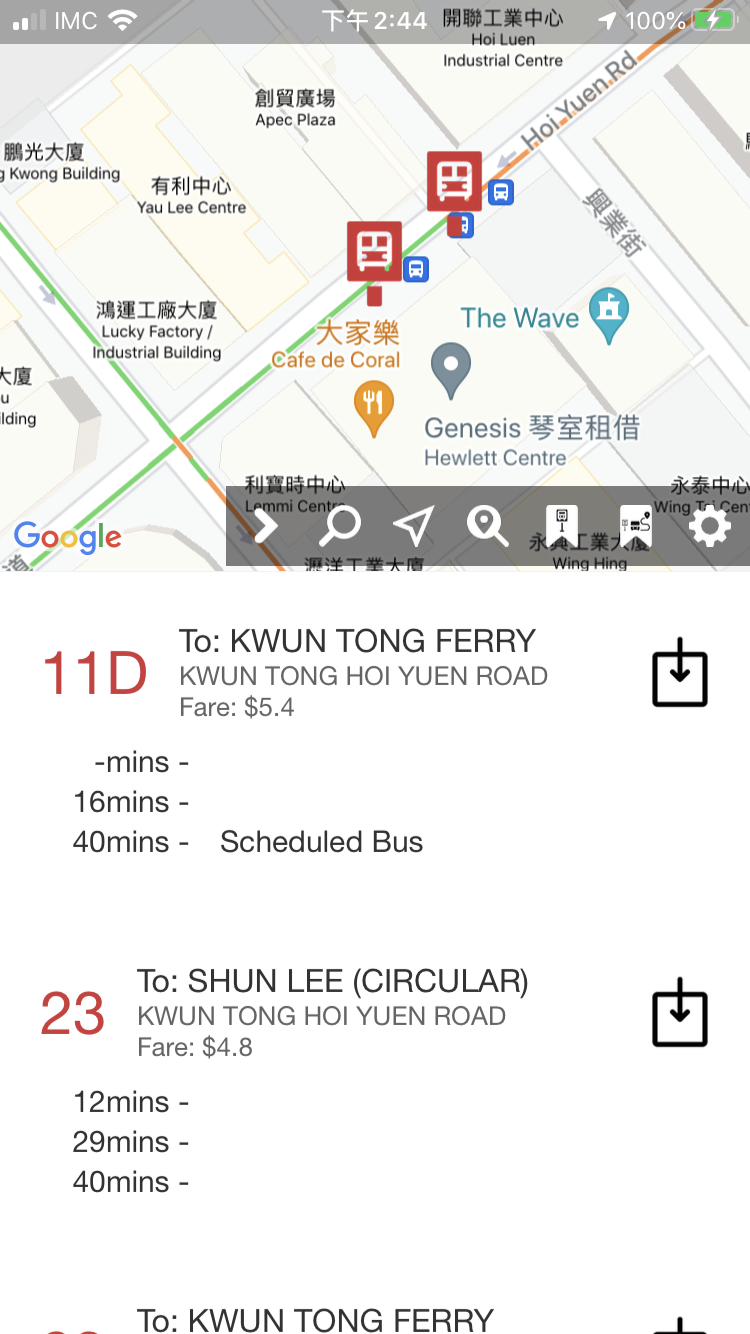 IMC
下午2:44
100%
開聯工業中心
Hoi Luen
Industrial Centre
Hoi Yuen Rd
創貿廣場
Apec Plaza
鵬光大廈
g Kwong Building
有利中心
Yau Lee Centre
興業街
鴻運工廠大廈
Lucky Factory /
Industrial Building
大家樂
Cafe de Coral
The Wave
大廈
u
ilding
Genesis 琴室租借
Hewlett Centre
利寶時中心
Lemmi Centre
永泰中心
Wing Tai Cen
Google
道
永興工業大廈
Wing Hing
瀝洋工業大廈
11D
To: KWUN TONG FERRY
KWUN TONG HOI YUEN ROAD
Fare: $5.4
-mins -
16mins -
40mins - Scheduled Bus
23
To: SHUN LEE (CIRCULAR)
KWUN TONG HOI YUEN ROAD
Fare: $4.8
12mins -
29mins -
40mins -
To: KWUN TONG FERRY